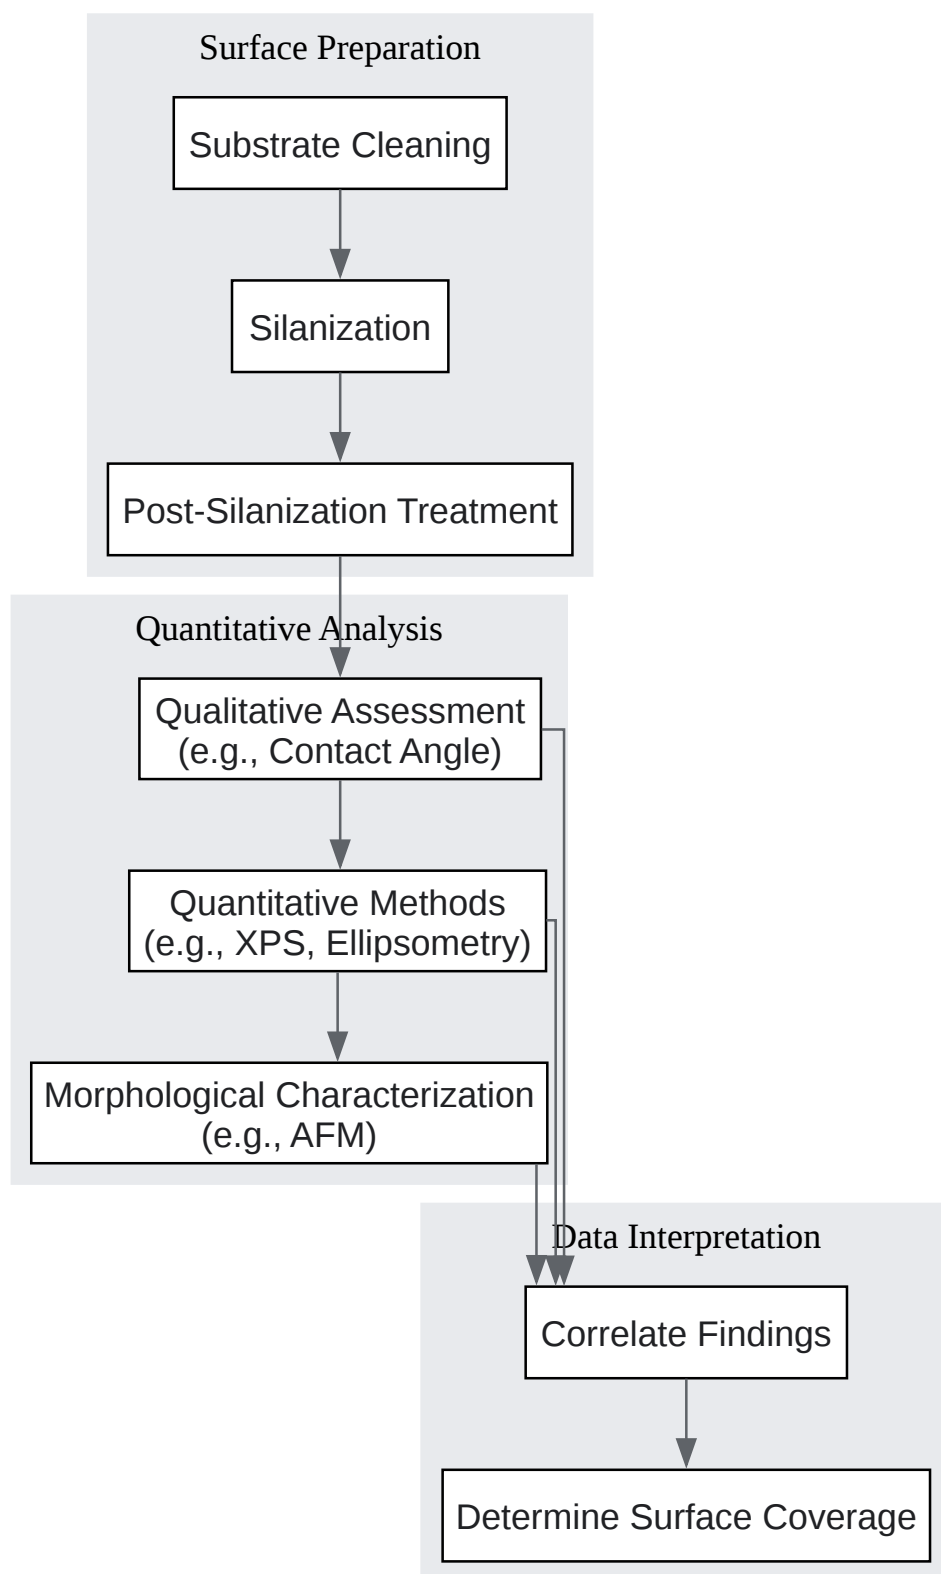 Surface Preparation
Substrate Cleaning
Silanization
Post-Silanization Treatment
Quantitative Analysis
Qualitative Assessment
(e.g., Contact Angle)
Quantitative Methods
(e.g., XPS, Ellipsometry)
Morphological Characterization
(e.g., AFM)
Data Interpretation
Correlate Findings
Determine Surface Coverage